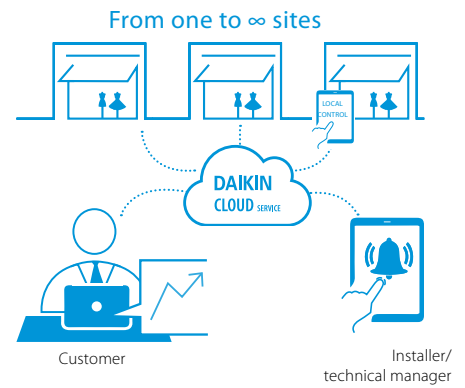 From one to ∞ sites
LOCAL
CONTROL
DAIKIN
CLOUD SERVICE
Customer
Installer/
technical manager